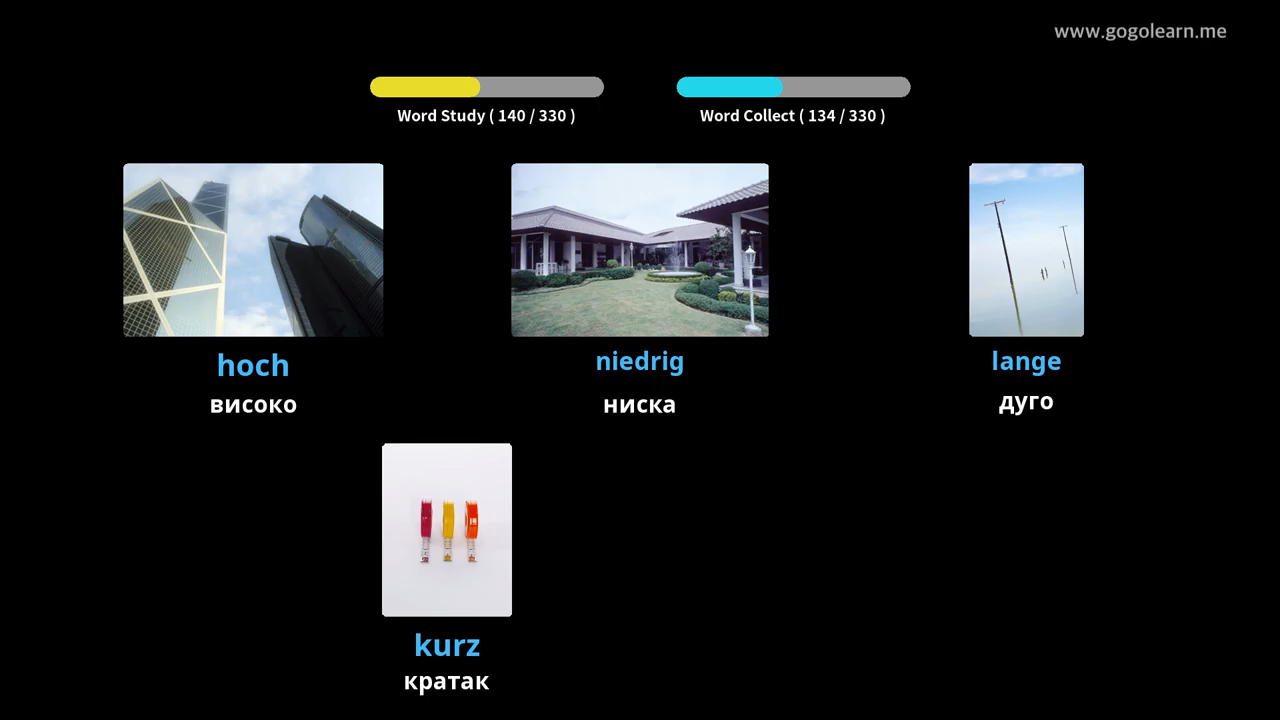 www.gogolearn.me
Word Study ( 140 / 330 )
Word Collect ( 134 / 330 )
hoch
niedrig
lange
високо
ниска
дуго
kurz
кратак